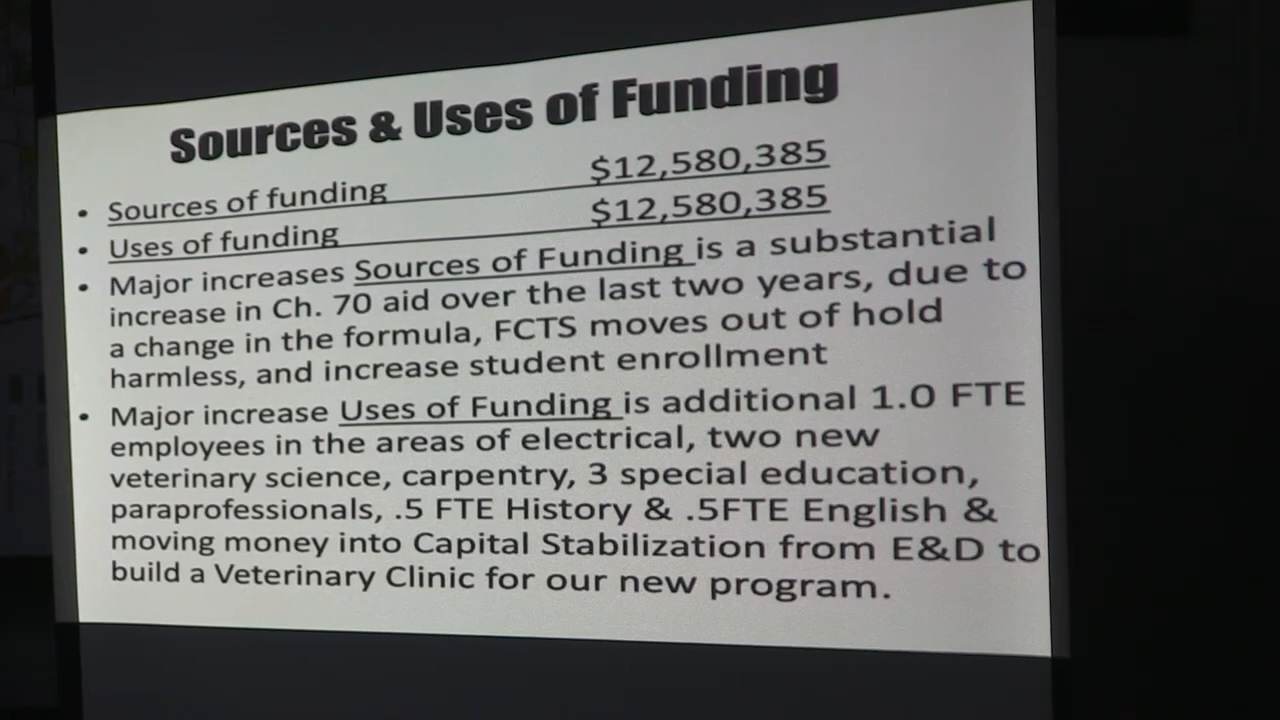 Sources & Uses of Funding
• Sources of funding $12,580,385
• Uses of funding $12,580,385
• Major increases Sources of Funding is a substantial
increase in Ch. 70 aid over the last two years, due to
a change in the formula, FCTS moves out of hold
harmless, and increase student enrollment
• Major increase Uses of Funding is additional 1.0 FTE
employees in the areas of electrical, two new
veterinary science, carpentry, 3 special education,
paraprofessionals, .5 FTE History & .5FTE English &
moving money into Capital Stabilization from E&D to
build a Veterinary Clinic for our new program.